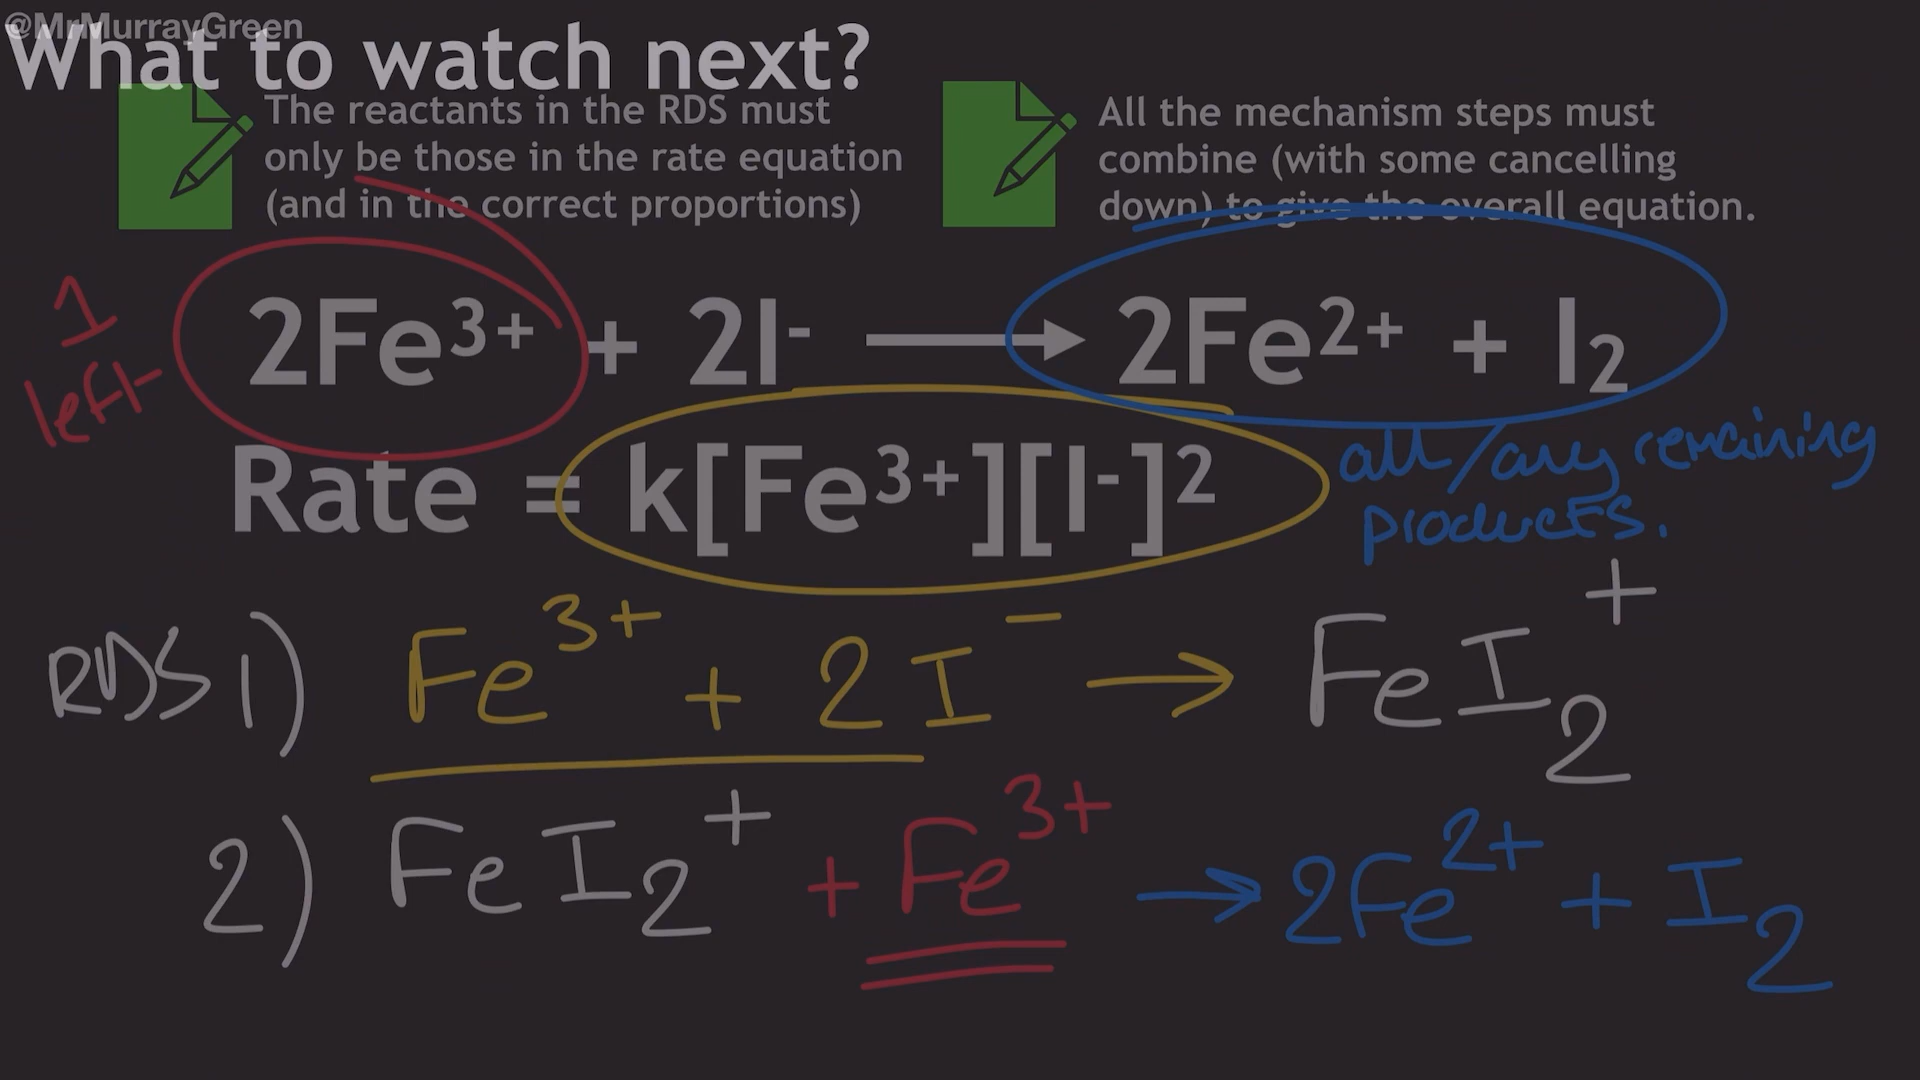 @MrMurrayGreen
What to watch next?
The reactants in the RDS must
only be those in the rate equation
(and in the correct proportions)
All the mechanism steps must
combine (with some cancelling
down) to give the overall equation.
1
left
2Fe³⁺ + 2I⁻ → 2Fe²⁺ + I₂
Rate = k[Fe³⁺][I⁻]²
all/any remaining
products.
RDS 1) Fe³⁺ + 2I⁻ → FeI₂⁺
2) FeI₂⁺ + Fe³⁺ → 2Fe²⁺ + I₂